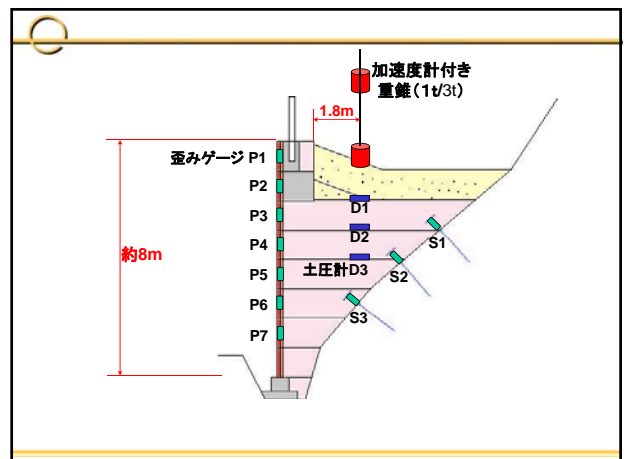 加速度計付き
重錘（1t/3t）
1.8m
歪みゲージ P1
P2
P3
P4
P5
P6
P7
約8m
D1
D2
土圧計D3
S1
S2
S3